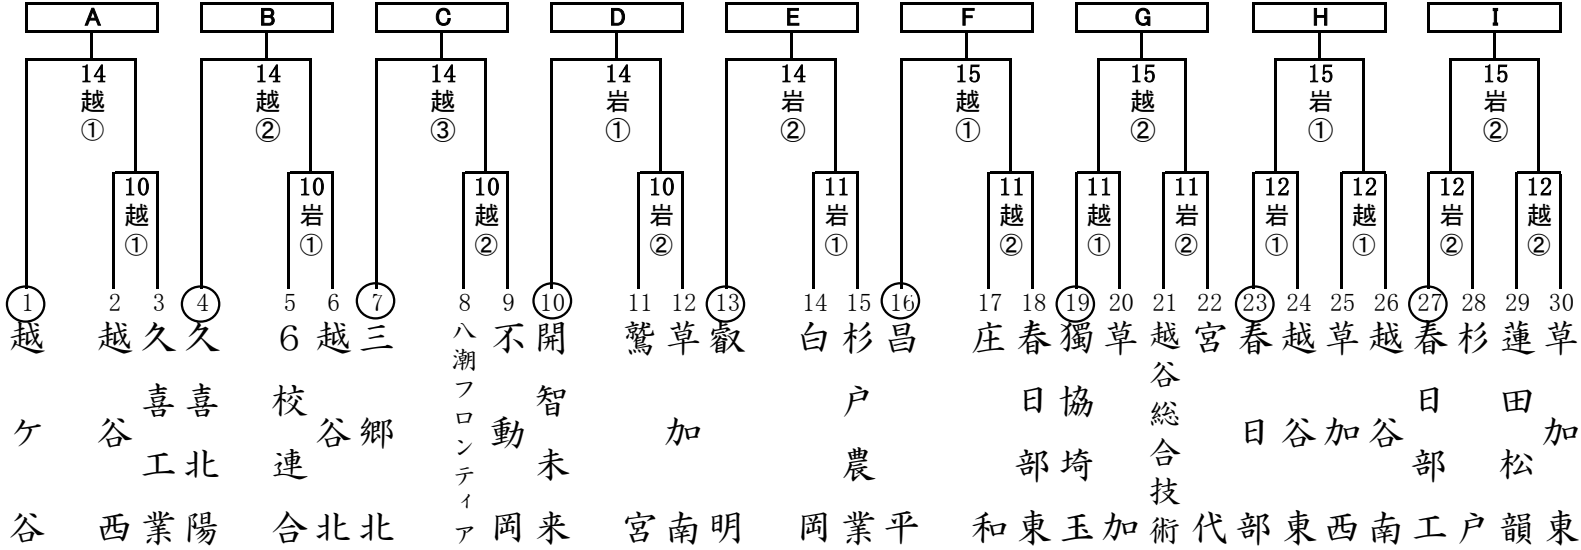 A B C D E F G H I
14 越 ① 14 越 ② 14 越 ③ 14 岩 ① 14 岩 ② 15 越 ① 15 越 ② 15 岩 ① 15 岩 ②
10 越 ① 10 岩 ① 10 越 ② 10 岩 ② 11 岩 ① 11 越 ② 11 越 ① 11 岩 ② 12 岩 ① 12 越 ① 12 岩 ② 12 越 ②
1 2 3 4 5 6 7 8 9 10 11 12 13 14 15 16 17 18 19 20 21 22 23 24 25 26 27 28 29 30
越ケ谷
越谷西
久喜工業
久喜北陽
6校連合
越谷北
三郷北
八潮フロンティア
不動岡
開智未来
鷲宮
草加南
叡明
白岡
杉戸農業
昌平
庄和
春日部東
獨協埼玉
草加
越谷総合技術
宮代
春日部
越谷東
草加西
越谷南
春日部工
杉戸
蓮田松韻
草加東